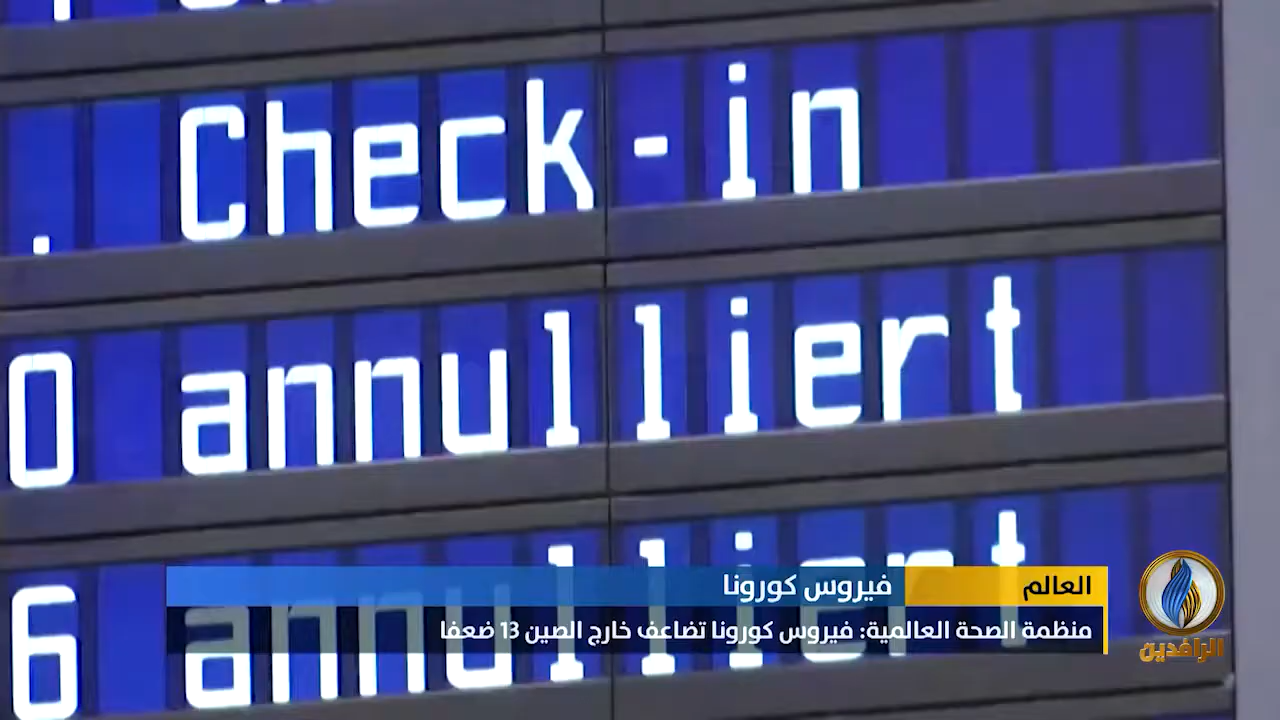 . Check-in
0 annulliert
6 annulliert
العالم
فيروس كورونا
منظمة الصحة العالمية: فيروس كورونا تضاعف خارج الصين 13 ضعفا
الرافدين